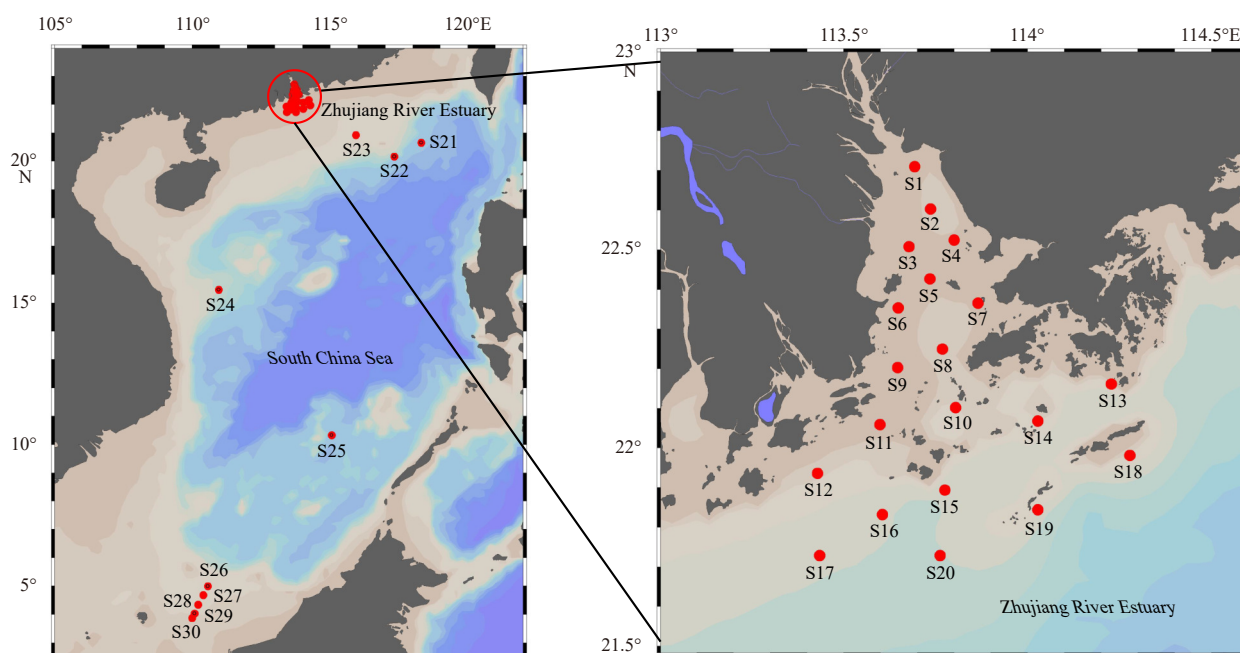 105°
110°
115°
120°E
Zhujiang River Estuary
S23
S21
S22
20°
N
S24
15°
South China Sea
10°
S25
5°
S26
S28
S27
S29
S30
113°
113.5°
114°
114.5°E
23°
N
S1
S2
S3
S4
22.5°
S5
S6
S7
S8
S9
S10
S13
S11
S14
22°
S12
S18
S15
S16
S19
S17
S20
Zhujiang River Estuary
21.5°